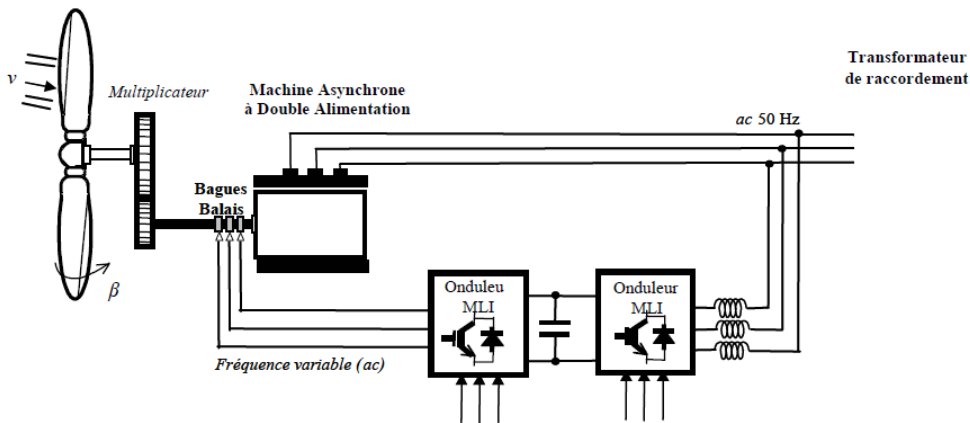 Transformateur
de raccordement
Machine Asynchrone
à Double Alimentation
v
Multiplicateur
ac 50 Hz
Bagues
Balais
β
Onduleu
MLI
Onduleur
MLI
Fréquence variable (ac)